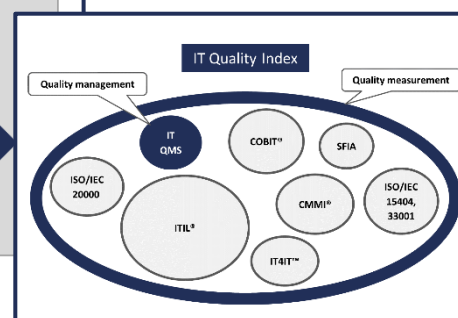 IT Quality Index
Quality management
Quality measurement
IT
QMS
COBIT®
SFIA
ISO/IEC
20000
ITIL®
CMMI®
ISO/IEC
15404,
33001
IT4IT™